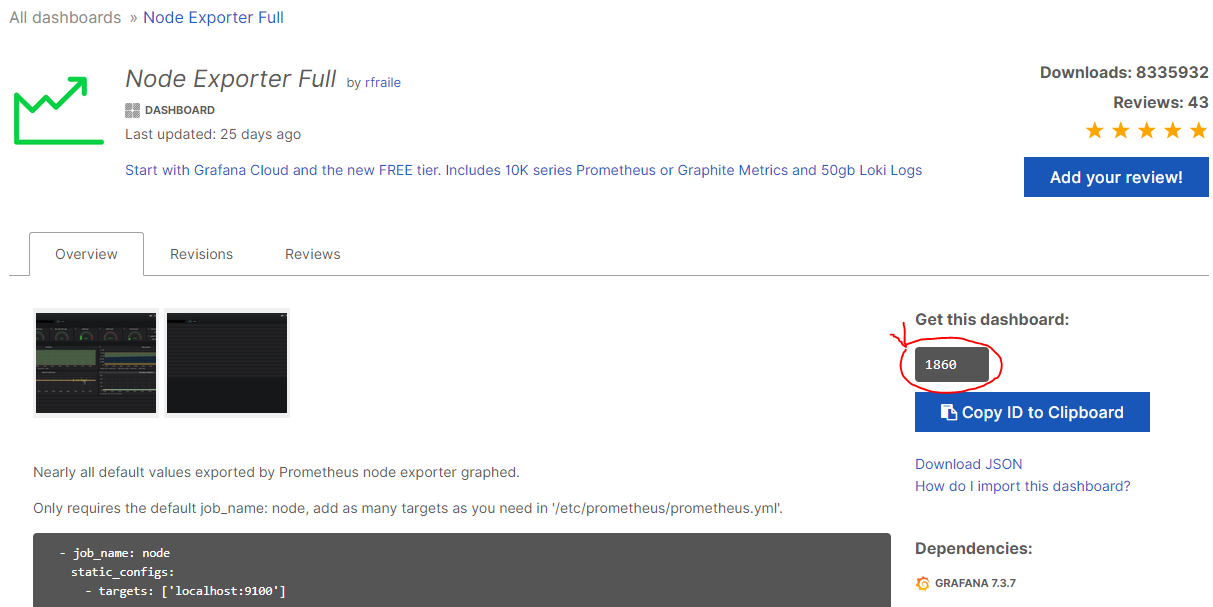 All dashboards » Node Exporter Full
Node Exporter Full by rfraile
DASHBOARD
Last updated: 25 days ago
Start with Grafana Cloud and the new FREE tier. Includes 10K series Prometheus or Graphite Metrics and 50gb Loki Logs
Downloads: 8335932
Reviews: 43
Add your review!
Overview
Revisions
Reviews
Nearly all default values exported by Prometheus node exporter graphed.
Only requires the default job_name: node, add as many targets as you need in '/etc/prometheus/prometheus.yml'.
- job_name: node
static_configs:
- targets: ['localhost:9100']
Get this dashboard:
1860
Copy ID to Clipboard
Download JSON
How do I import this dashboard?
Dependencies:
GRAFANA 7.3.7